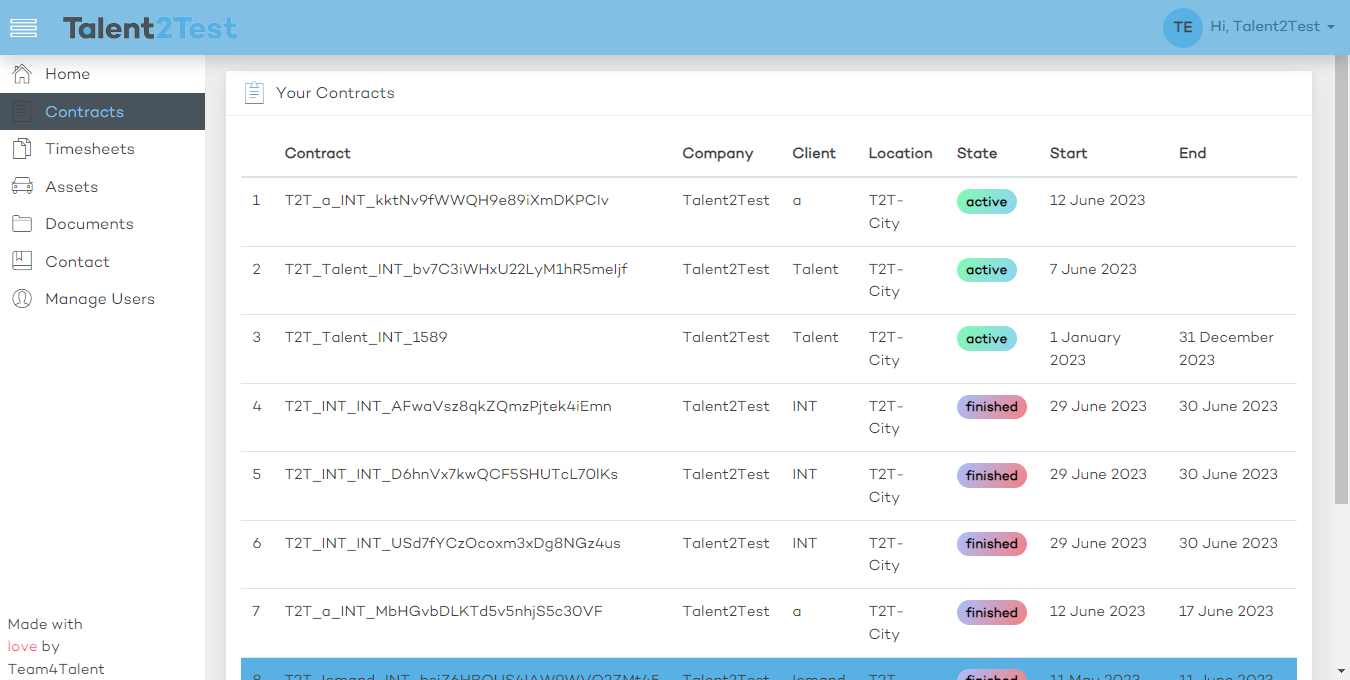 Talent2Test
TE Hi, Talent2Test
Home
Contracts
Timesheets
Assets
Documents
Contact
Manage Users
Made with
love by
Team4Talent
Your Contracts
Contract Company Client Location State Start End
1 T2T_a_INT_kktNv9fWWQH9e89iXmDKPCIv Talent2Test a T2T- active 12 June 2023
City
2 T2T_Talent_INT_bv7C3iWHxU22LyM1hR5meIjf Talent2Test Talent T2T- active 7 June 2023
City
3 T2T_Talent_INT_1589 Talent2Test Talent T2T- active 1 January 31 December
City 2023 2023
4 T2T_INT_INT_AFwaVsz8qkZQmzPjtek4iEmn Talent2Test INT T2T- finished 29 June 2023 30 June 2023
City
5 T2T_INT_INT_D6hnVx7kwQCF5SHUTcL70lKs Talent2Test INT T2T- finished 29 June 2023 30 June 2023
City
6 T2T_INT_INT_USd7fYCzOcoxm3xDg8NGz4us Talent2Test INT T2T- finished 29 June 2023 30 June 2023
City
7 T2T_a_INT_MbHGvbDLKTd5v5nhjS5c30VF Talent2Test a T2T- finished 12 June 2023 17 June 2023
City
8 Talent2Test T2T- finished 11 May 2023 11 June 2023